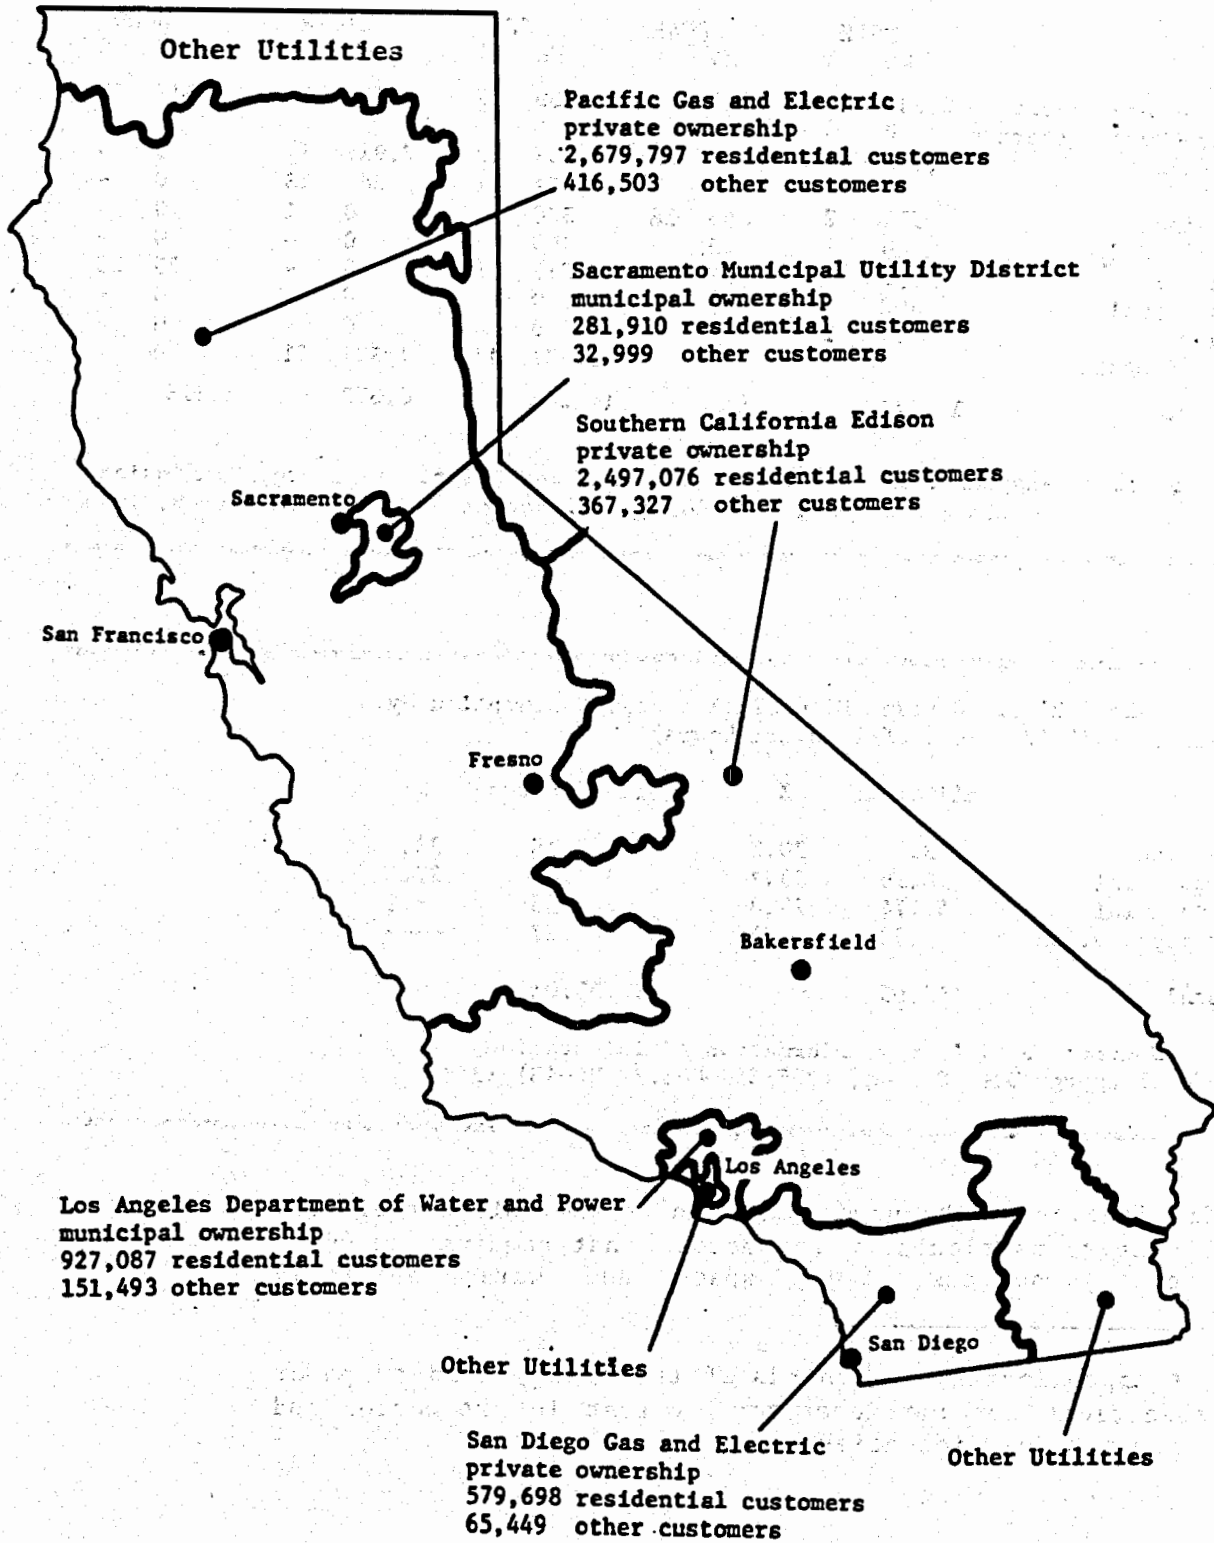 Other Utilities
Pacific Gas and Electric
private ownership
2,679,797 residential customers
416,503 other customers
Sacramento Municipal Utility District
municipal ownership
281,910 residential customers
32,999 other customers
Southern California Edison
private ownership
2,497,076 residential customers
367,327 other customers
Sacramento
San Francisco
Fresno
Bakersfield
Los Angeles
Los Angeles Department of Water and Power
municipal ownership
927,087 residential customers
151,493 other customers
San Diego
Other Utilities
San Diego Gas and Electric
private ownership
579,698 residential customers
65,449 other customers
Other Utilities